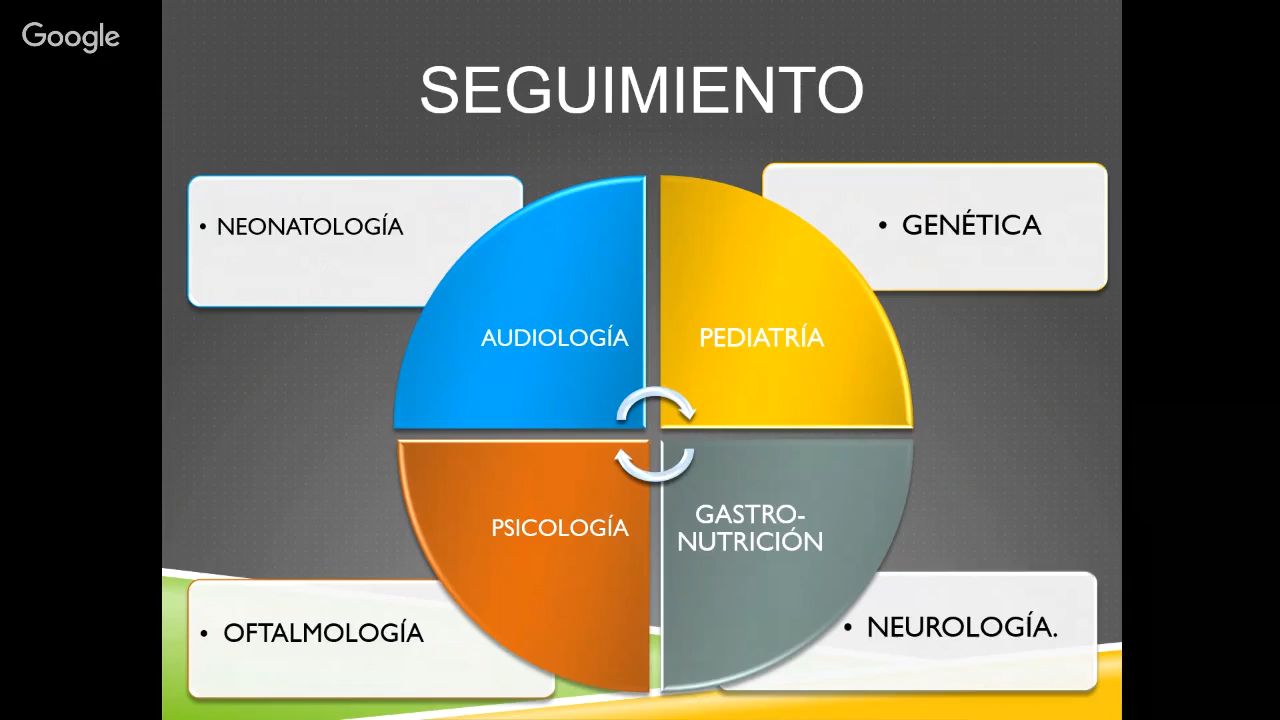 Google
SEGUIMIENTO
• NEONATOLOGÍA
• GENÉTICA
AUDIOLOGÍA
PEDIATRÍA
PSICOLOGÍA
GASTRO-
NUTRICIÓN
• OFTALMOLOGÍA
• NEUROLOGÍA.